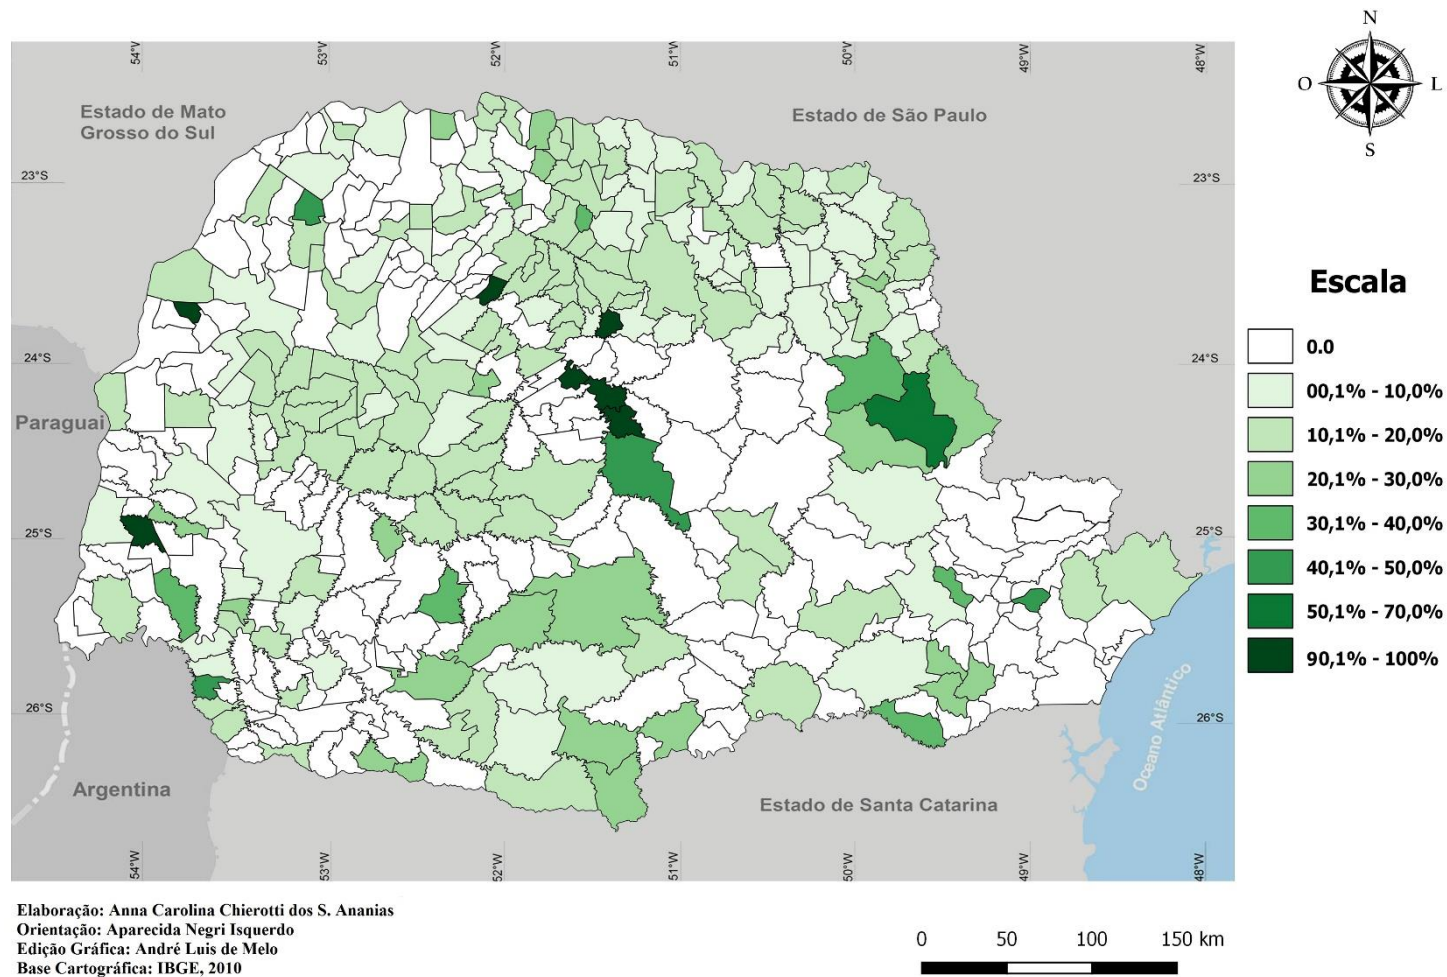 N
O
L
S
54°W
53°W
52°W
51°W
50°W
49°W
48°W
Estado de Mato
Grosso do Sul
Estado de São Paulo
23°S
23°S
24°S
24°S
Paraguai
25°S
25°S
26°S
26°S
Argentina
Estado de Santa Catarina
Oceano Atlântico
54°W
53°W
52°W
51°W
50°W
49°W
48°W
Escala
0.0
00,1% - 10,0%
10,1% - 20,0%
20,1% - 30,0%
30,1% - 40,0%
40,1% - 50,0%
50,1% - 70,0%
90,1% - 100%
Elaboração: Anna Carolina Chierotti dos S. Ananias
Orientação: Aparecida Negri Isquerdo
Edição Gráfica: André Luis de Melo
Base Cartográfica: IBGE, 2010
0 50 100 150 km